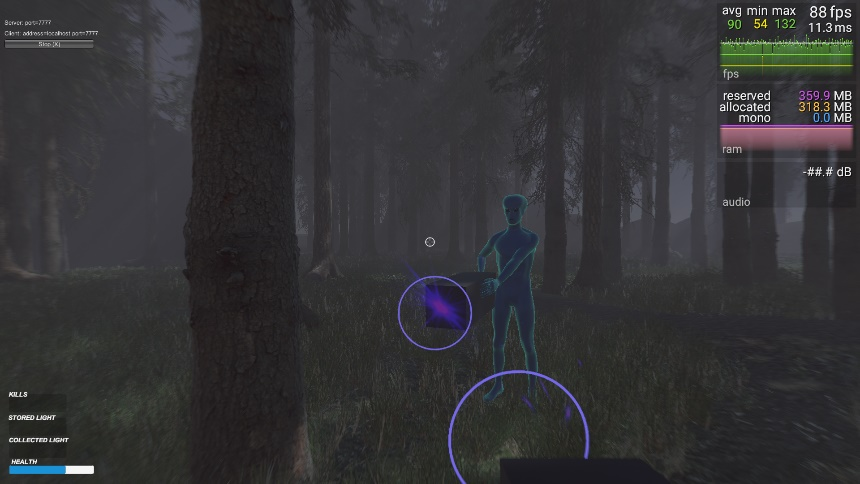 Server: port=7777
Client: address=localhost port=7777
Stop (X)
avg min max 88 fps
90 54 132 11.3 ms
fps
reserved 359.9 MB
allocated 318.3 MB
mono 0.0 MB
ram
-##.# dB
audio
KILLS
STORED LIGHT
COLLECTED LIGHT
HEALTH